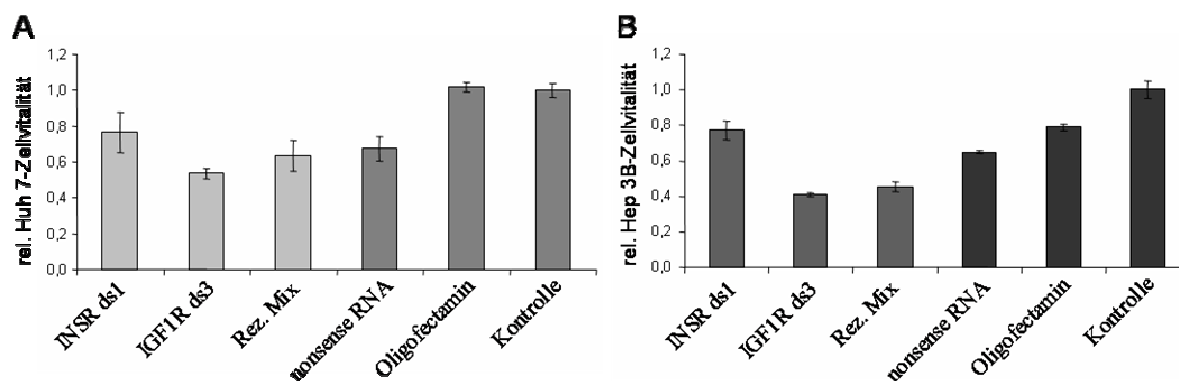 A
rel. Huh 7-Zellvitalität
1,2
1,0
0,8
0,6
0,4
0,2
0,0
INSR ds1
IGF1R ds3
Rez. Mix
nonsense RNA
Oligofectamin
Kontrolle
B
rel. Hep 3B-Zellvitalität
1,2
1,0
0,8
0,6
0,4
0,2
0,0
INSR ds1
IGF1R ds3
Rez. Mix
nonsense RNA
Oligofectamin
Kontrolle